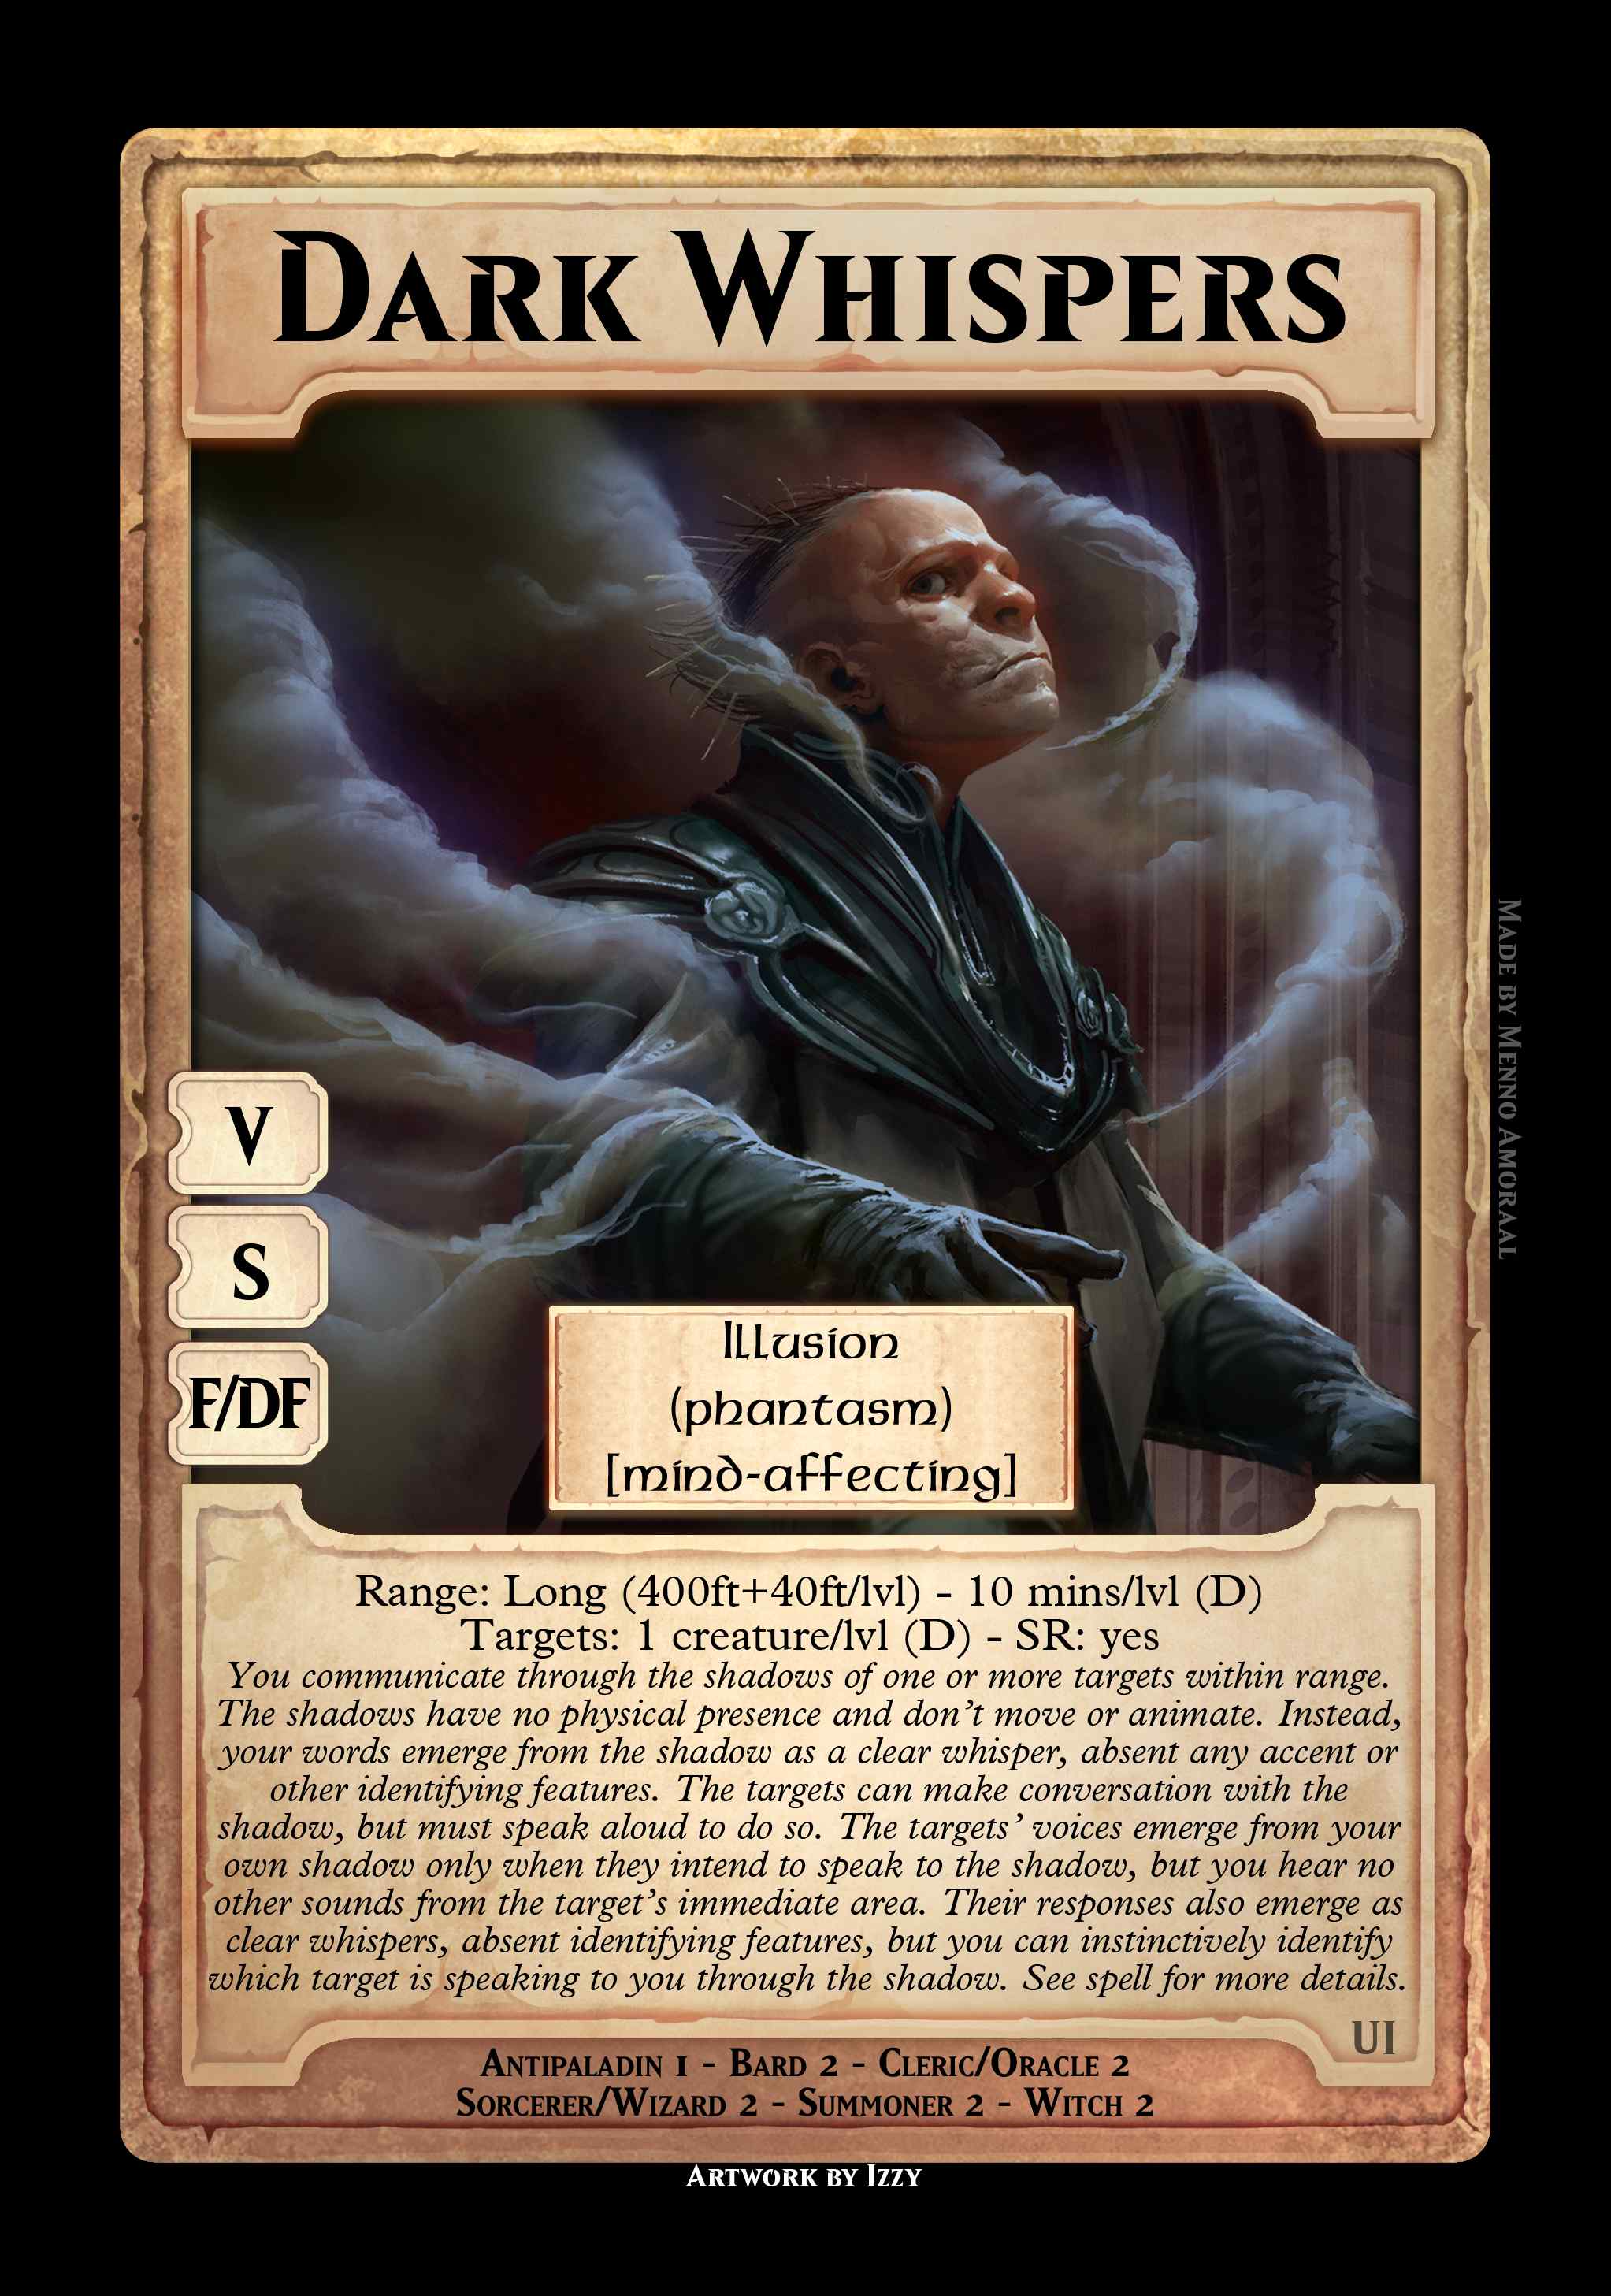 Dark Whispers
Made by Menno Amoraal
V
S
F/DF
Illusion
(phantasm)
[mind-affecting]
Range: Long (400ft+40ft/lvl) - 10 mins/lvl (D)
Targets: 1 creature/lvl (D) - SR: yes
You communicate through the shadows of one or more targets within range.
The shadows have no physical presence and don't move or animate. Instead,
your words emerge from the shadow as a clear whisper, absent any accent or
other identifying features. The targets can make conversation with the
shadow, but must speak aloud to do so. The targets' voices emerge from your
own shadow only when they intend to speak to the shadow, but you hear no
other sounds from the target's immediate area. Their responses also emerge as
clear whispers, absent identifying features, but you can instinctively identify
which target is speaking to you through the shadow. See spell for more details.
UI
Antipaladin 1 - Bard 2 - Cleric/Oracle 2
Sorcerer/Wizard 2 - Summoner 2 - Witch 2
Artwork by Izzy